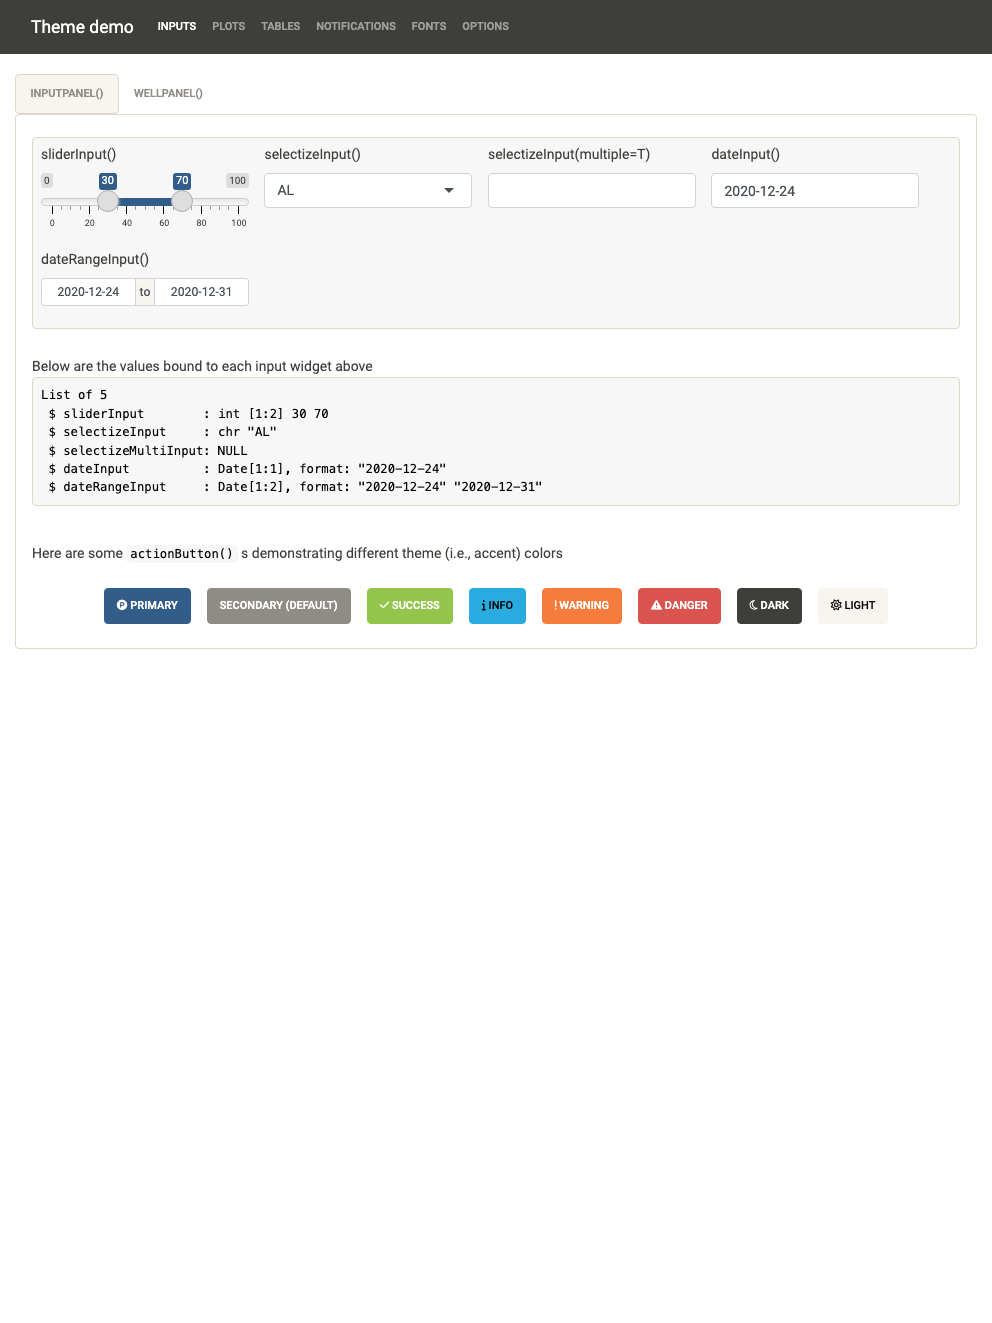 Theme demo INPUTS PLOTS TABLES NOTIFICATIONS FONTS OPTIONS
INPUTPANEL() WELLPANEL()
sliderInput() selectizeInput() selectizeInput(multiple=T) dateInput()
0 30 70 100
AL 2020-12-24
0 20 40 60 80 100
dateRangeInput()
2020-12-24 to 2020-12-31
Below are the values bound to each input widget above
List of 5
 $ sliderInput        : int [1:2] 30 70
 $ selectizeInput     : chr "AL"
 $ selectizeMultiInput: NULL
 $ dateInput          : Date[1:1], format: "2020-12-24"
 $ dateRangeInput     : Date[1:2], format: "2020-12-24" "2020-12-31"
Here are some actionButton() s demonstrating different theme (i.e., accent) colors
PRIMARY SECONDARY (DEFAULT) SUCCESS INFO WARNING DANGER DARK LIGHT